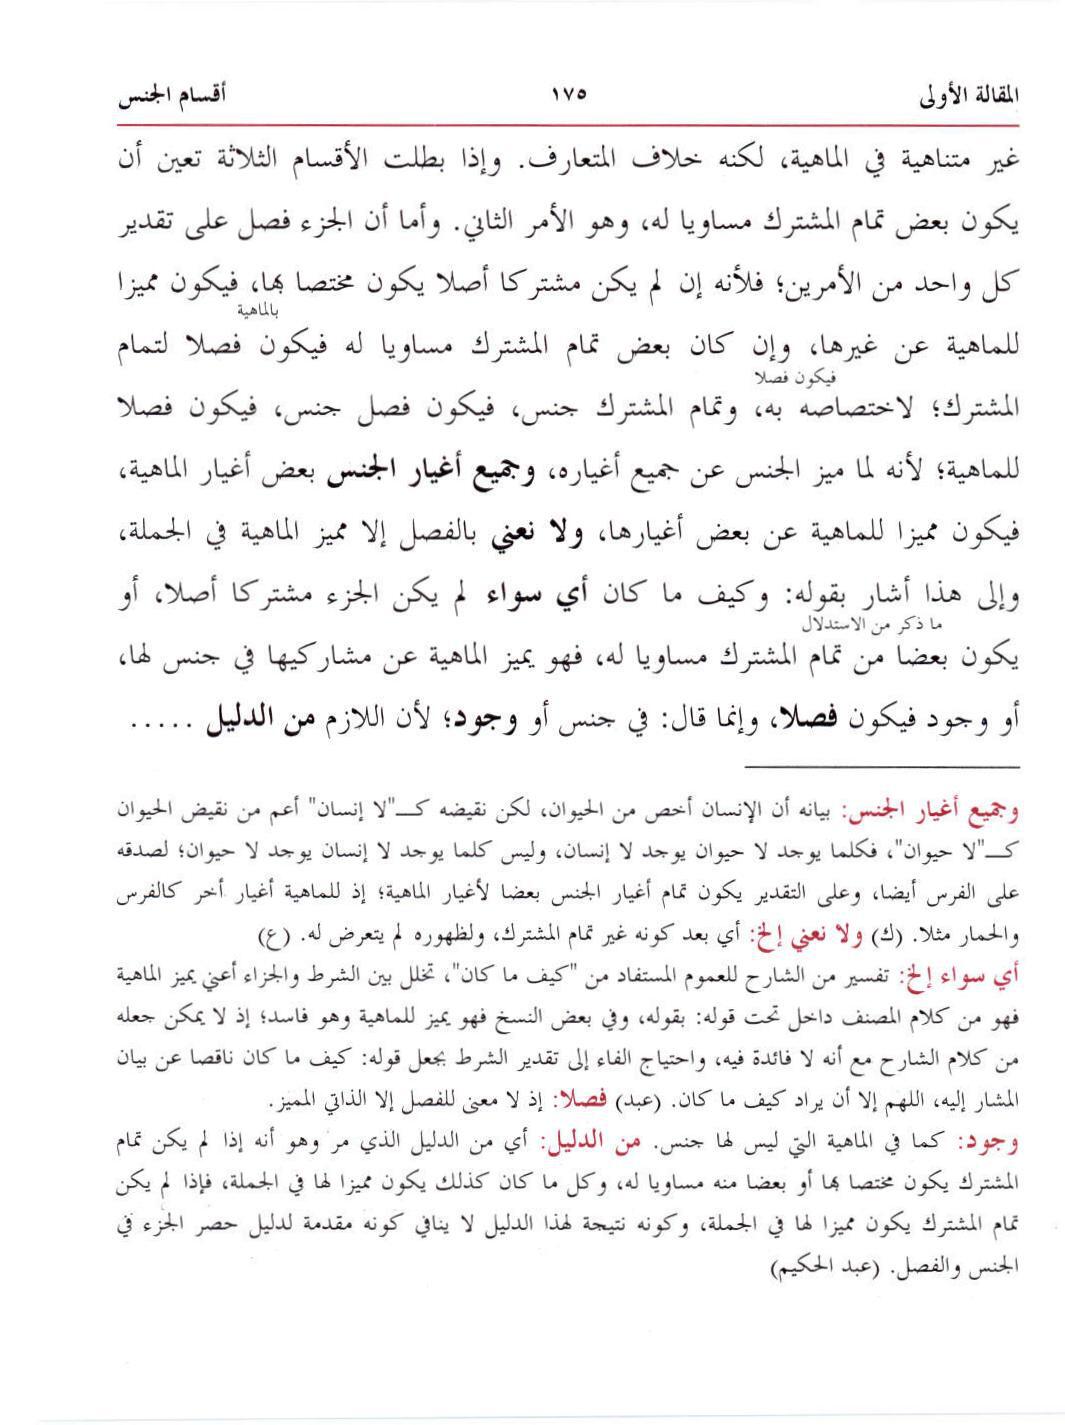 المقالة الأولى ١٧٥ أقسام الجنس
غير متناهية في الماهية، لكنه خلاف المتعارف. وإذا بطلت الأقسام الثلاثة تعين أن
يكون بعض تمام المشترك مساويا له، وهو الأمر الثاني. وأما أن الجزء فصل على تقدير
كل واحد من الأمرين؛ فلأنه إن لم يكن مشتركا أصلا يكون مختصا بها، فيكون مميزا
بالماهية
للماهية عن غيرها، وإن كان بعض تمام المشترك مساويا له فيكون فصلا لتمام
فيكون فصلا
المشترك؛ لاختصاصه به، وتمام المشترك جنس، فيكون فصل جنس، فيكون فصلا
للماهية؛ لأنه لما ميز الجنس عن جميع أغياره، وجميع أغيار الجنس بعض أغيار الماهية،
فيكون مميزا للماهية عن بعض أغيارها، ولا نعني بالفصل إلا مميز الماهية في الجملة،
وإلى هذا أشار بقوله: وكيف ما كان أي سواء لم يكن الجزء مشتركا أصلا، أو
ما ذكر من الاستدلال
يكون بعضا من تمام المشترك مساويا له، فهو يميز الماهية عن مشاركيها في جنس لها،
أو وجود فيكون فصلا، وإنما قال: في جنس أو وجود؛ لأن اللازم من الدليل .....
وجميع أغيار الجنس: بيانه أن الإنسان أخص من الحيوان، لكن نقيضه كـ"لا إنسان" أعم من نقيض الحيوان
كـ"لا حيوان"، فكلما يوجد لا حيوان يوجد لا إنسان، وليس كلما يوجد لا إنسان يوجد لا حيوان؛ لصدقه
على الفرس أيضا، وعلى التقدير يكون تمام أغيار الجنس بعضا لأغيار الماهية؛ إذ للماهية أغيار أخر كالفرس
والحمار مثلا. (ك) ولا نعني إلخ: أي بعد كونه غير تمام المشترك، ولظهوره لم يتعرض له. (ع)
أي سواء إلخ: تفسير من الشارح للعموم المستفاد من "كيف ما كان"، تخلل بين الشرط والجزاء أعني يميز الماهية
فهو من كلام المصنف داخل تحت قوله: بقوله، وفي بعض النسخ فهو يميز للماهية وهو فاسد؛ إذ لا يمكن جعله
من كلام الشارح مع أنه لا فائدة فيه، واحتياج الفاء إلى تقدير الشرط بجعل قوله: كيف ما كان ناقصا عن بيان
المشار إليه، اللهم إلا أن يراد كيف ما كان. (عبد) فصلا: إذ لا معنى للفصل إلا الذاتي المميز.
وجود: كما في الماهية التي ليس لها جنس. من الدليل: أي من الدليل الذي مر وهو أنه إذا لم يكن تمام
المشترك يكون مختصا بها أو بعضا منه مساويا له، وكل ما كان كذلك يكون مميزا لها في الجملة، فإذا لم يكن
تمام المشترك يكون مميزا لها في الجملة، وكونه نتيجة لهذا الدليل لا ينافي كونه مقدمة لدليل حصر الجزء في
الجنس والفصل. (عبد الحكيم)